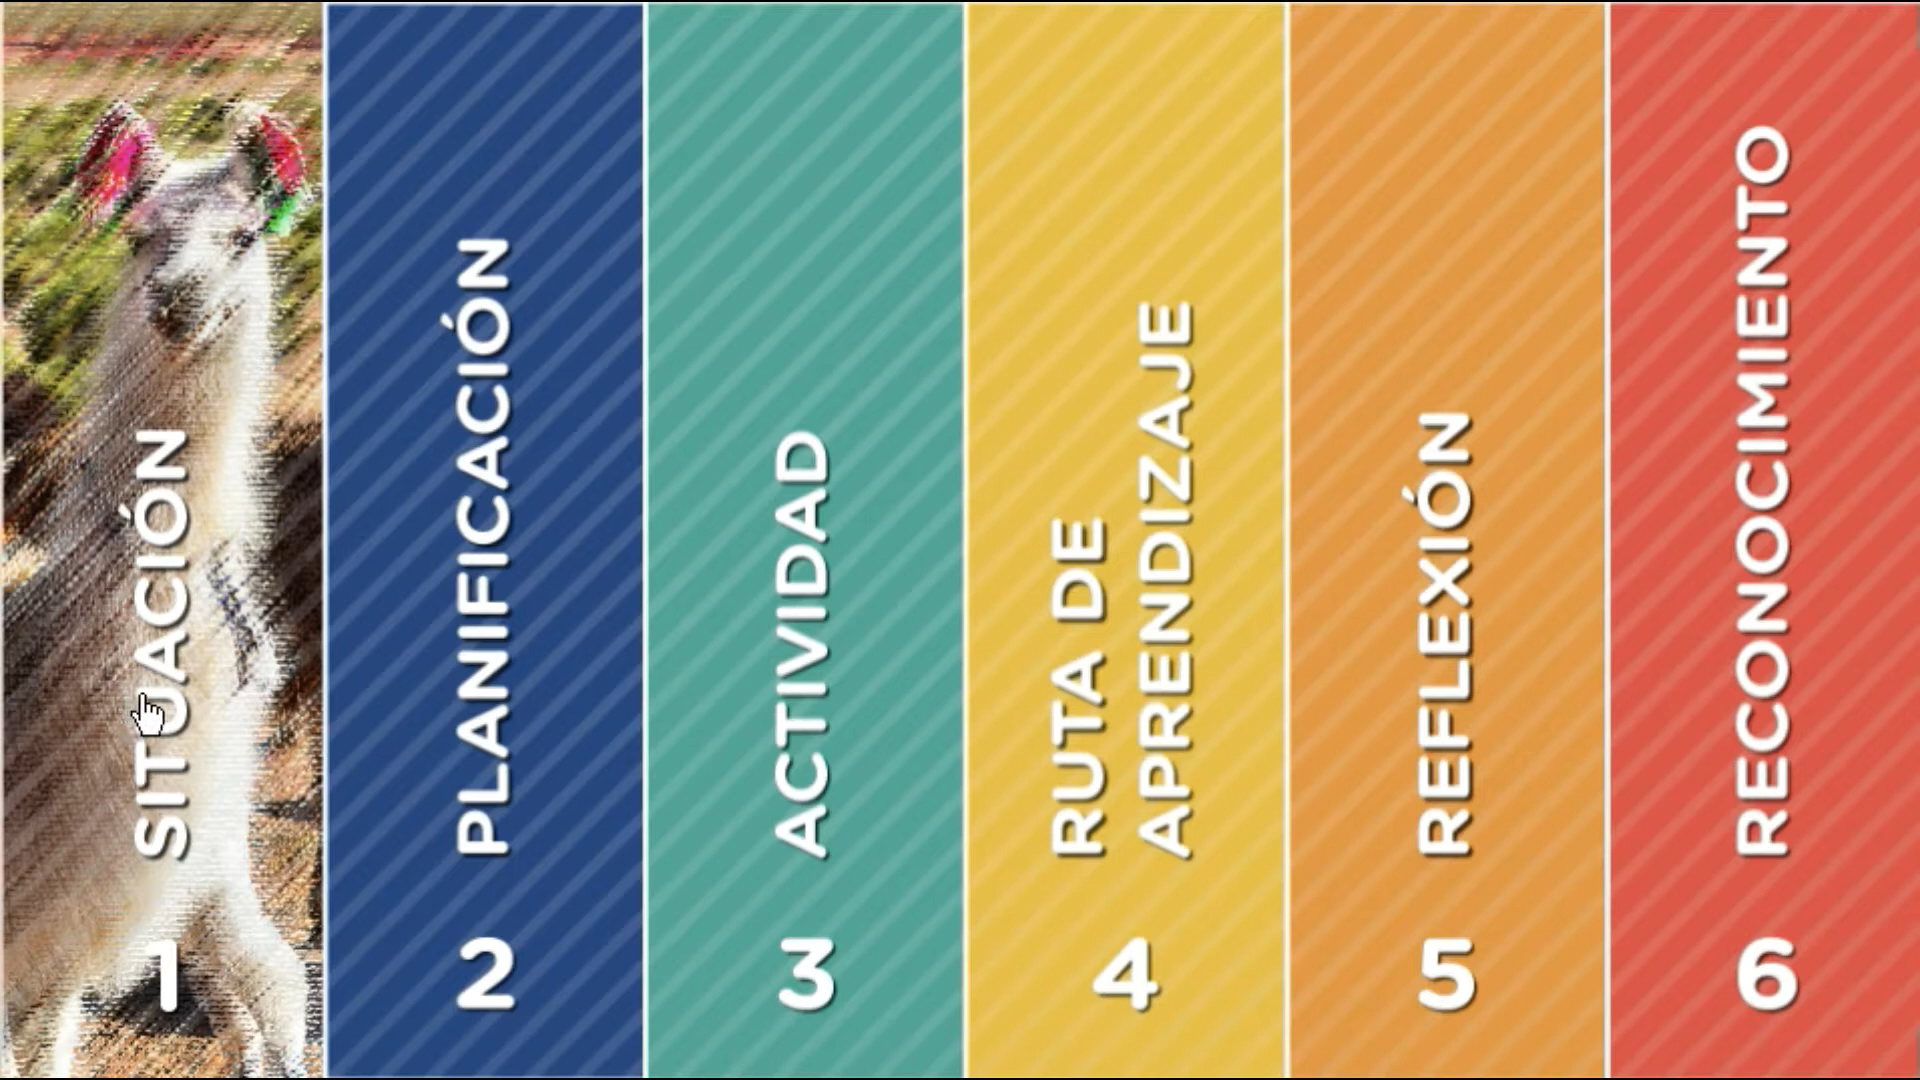 SITUACIÓN
1
PLANIFICACIÓN
2
ACTIVIDAD
3
RUTA DE
APRENDIZAJE
4
REFLEXIÓN
5
RECONOCIMIENTO
6